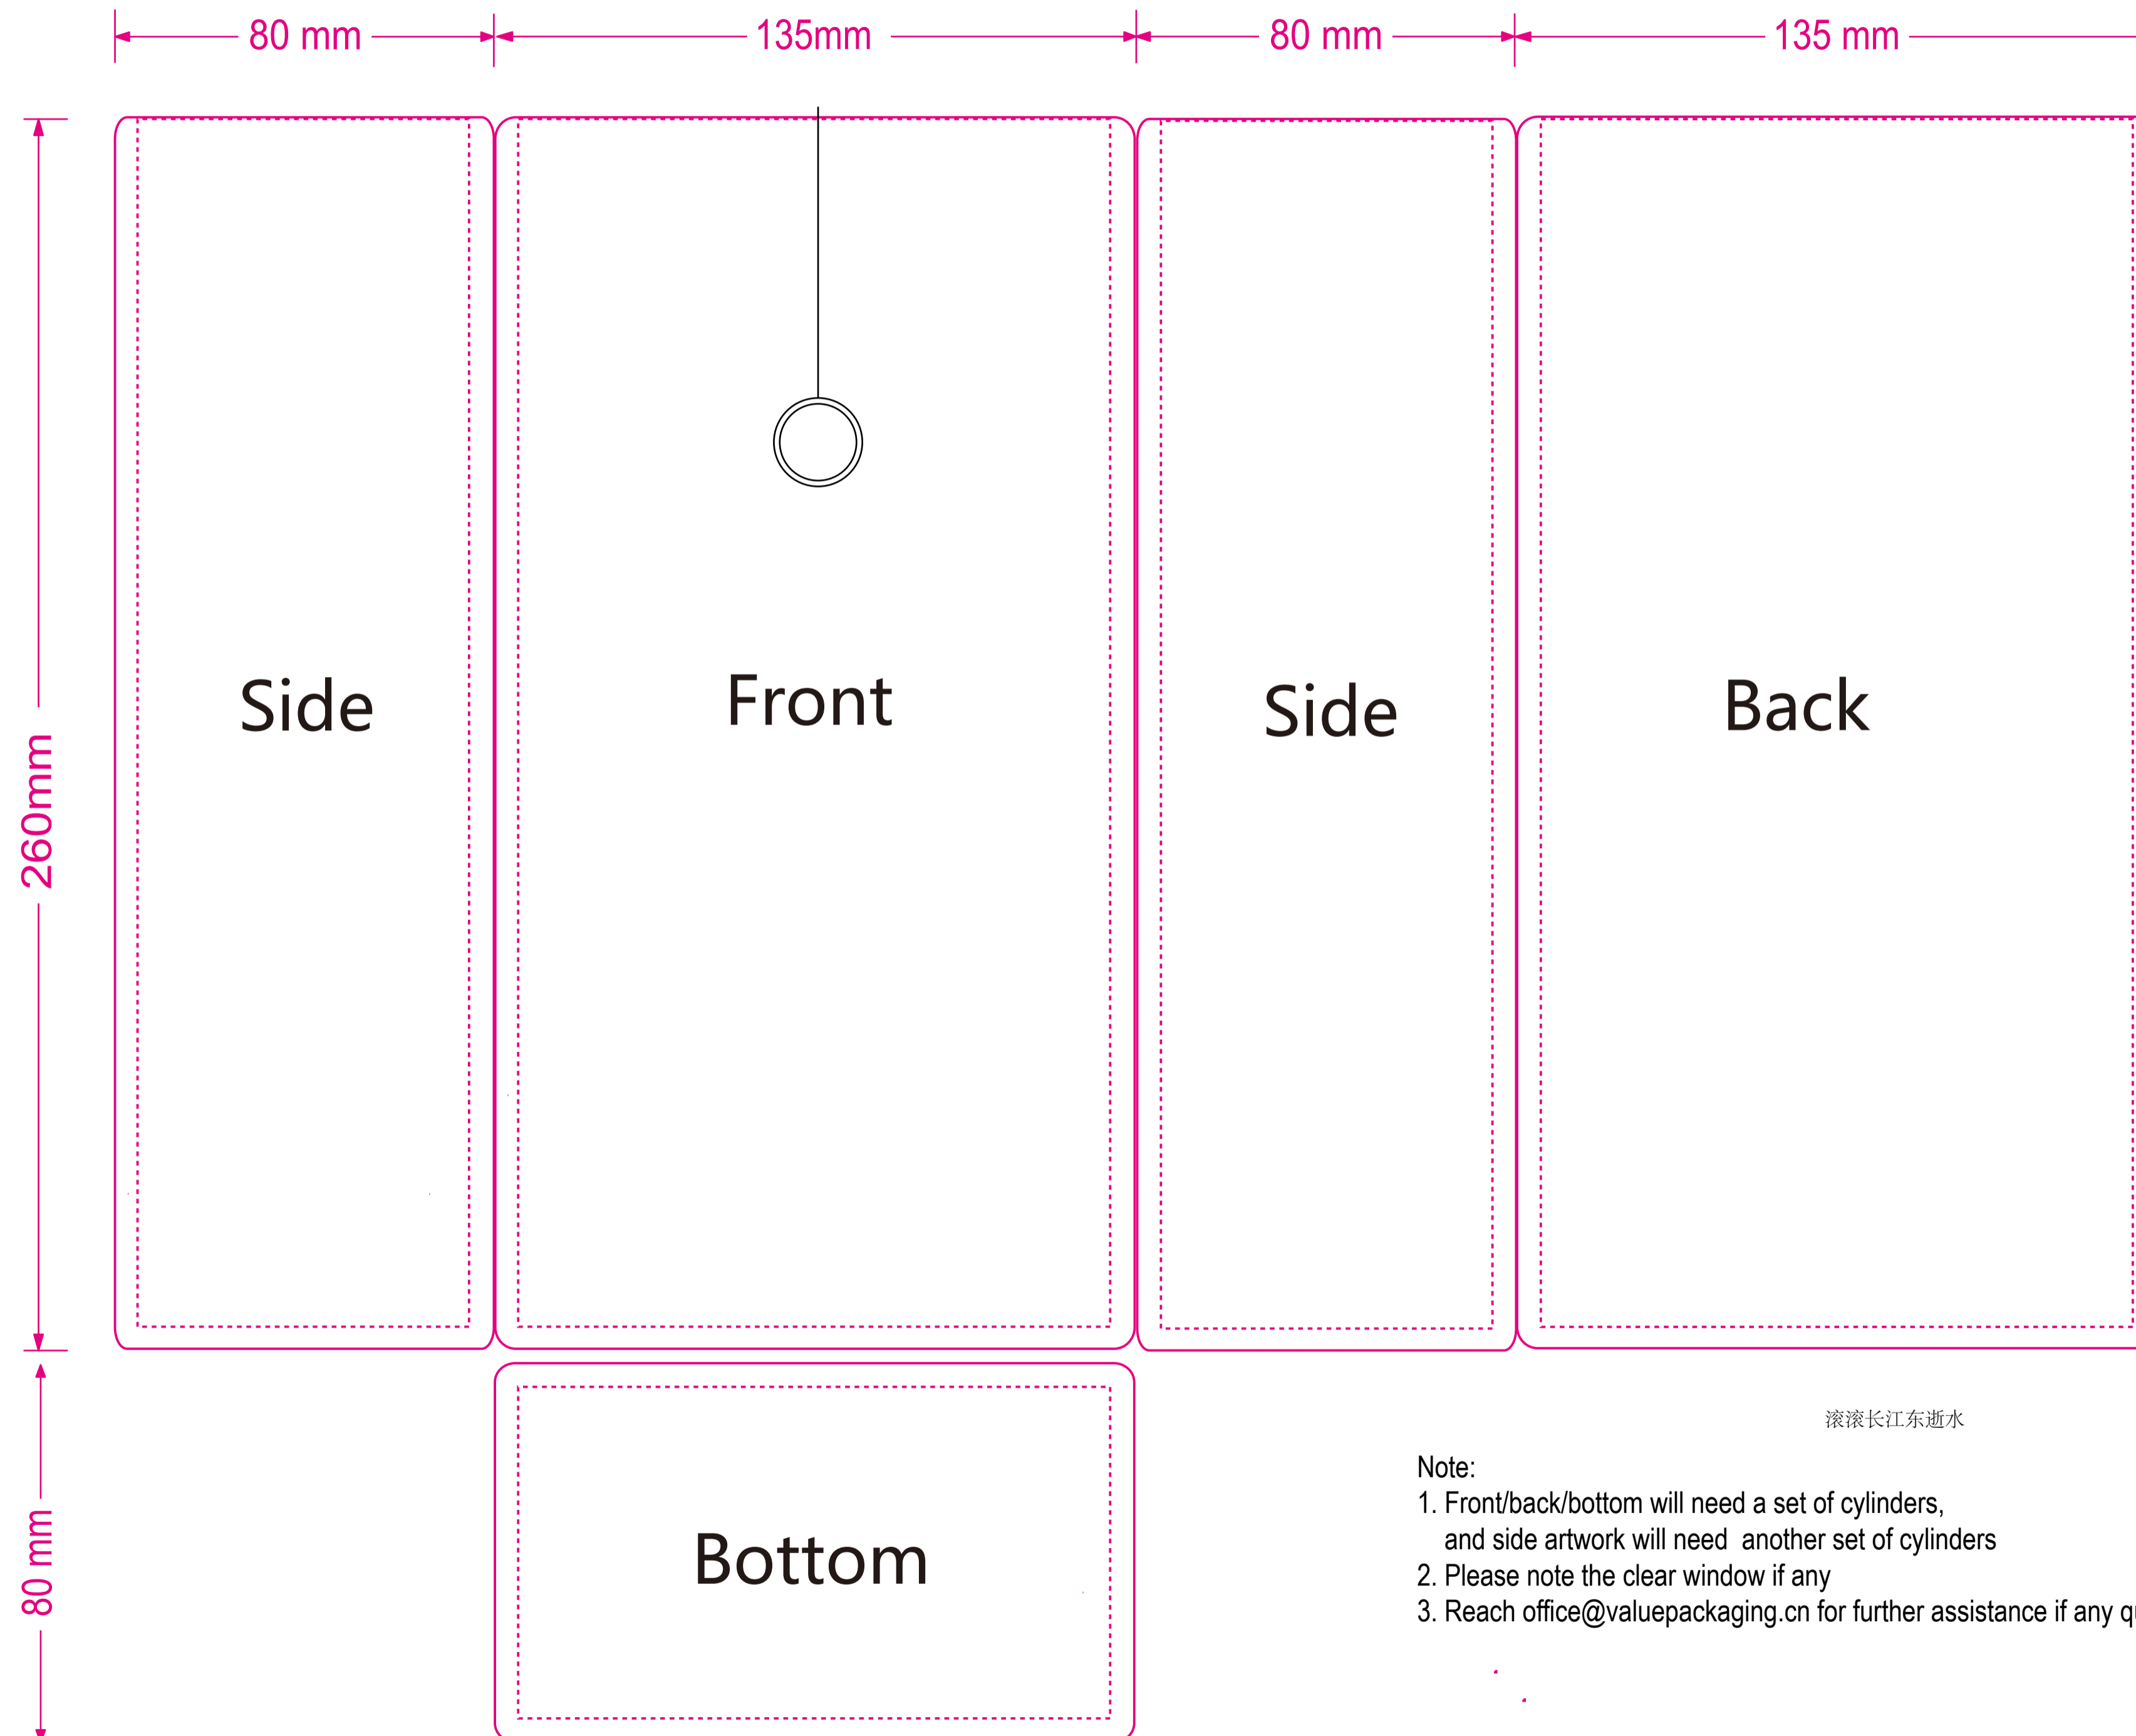 80 mm
135mm
80 mm
135 mm
260mm
Side
Front
Side
Back
滚滚长江东逝水
Note:
1. Front/back/bottom will need a set of cylinders,
and side artwork will need another set of cylinders
2. Please note the clear window if any
3. Reach office@valuepackaging.cn for further assistance if any
80 mm
Bottom